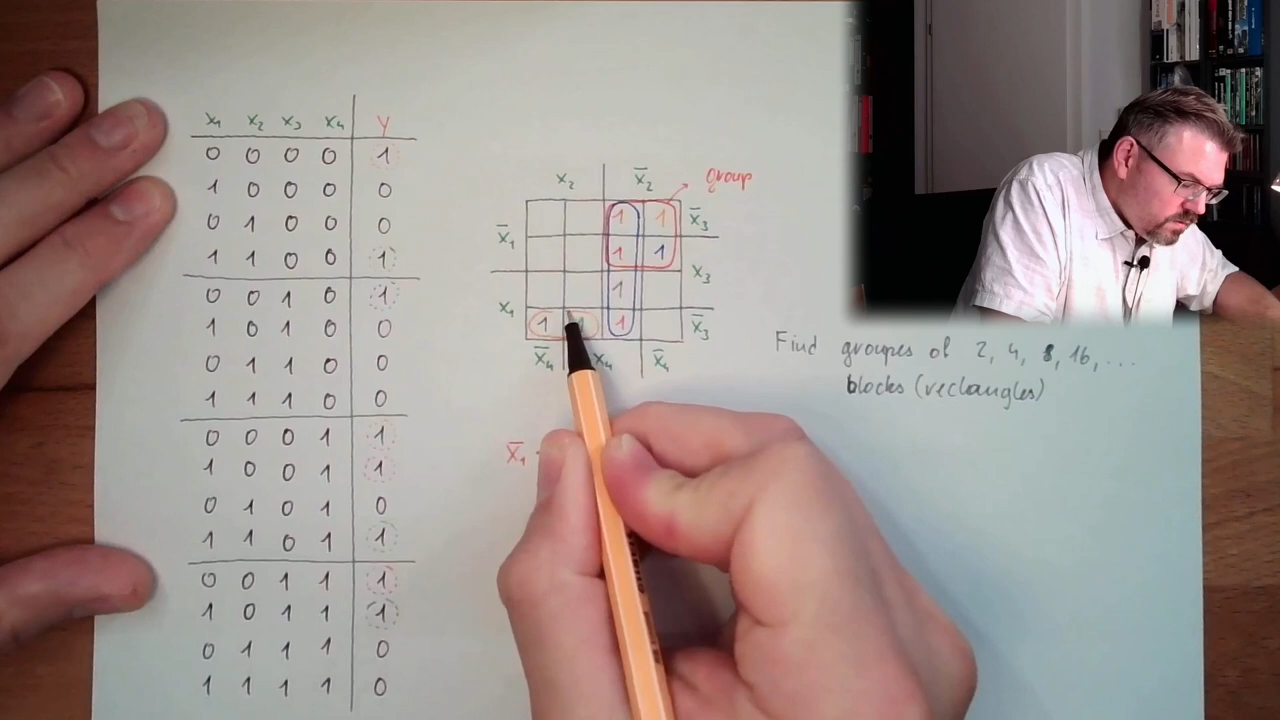 x₁ x₂ x₃ x₄ y
0 0 0 0 1
1 0 0 0 0
0 1 0 0 0
1 1 0 0 1
0 0 1 0 1
1 0 1 0 0
0 1 1 0 0
1 1 1 0 0
0 0 0 1 1
1 0 0 1 1
0 1 0 1 0
1 1 0 1 1
0 0 1 1 1
1 0 1 1 1
0 1 1 1 0
1 1 1 1 0
group
x₂ x̄₂
x̄₁ 1 1 x̄₃
1 1
x₃
x₁ 1
1 1 1 x̄₃
x̄₄ x₄ x̄₄
x̄₁
Find groupes of 2, 4, 8, 16, ...
blocks (rectangles)